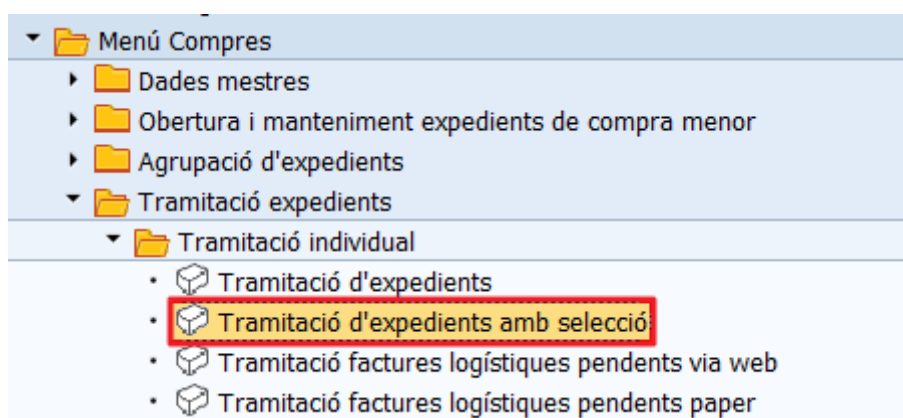 Menú Compres
Dades mestres
Obertura i manteniment expedients de compra menor
Agrupació d'expedients
Tramitació expedients
Tramitació individual
Tramitació d'expedients
Tramitació d'expedients amb selecció
Tramitació factures logístiques pendents via web
Tramitació factures logístiques pendents paper